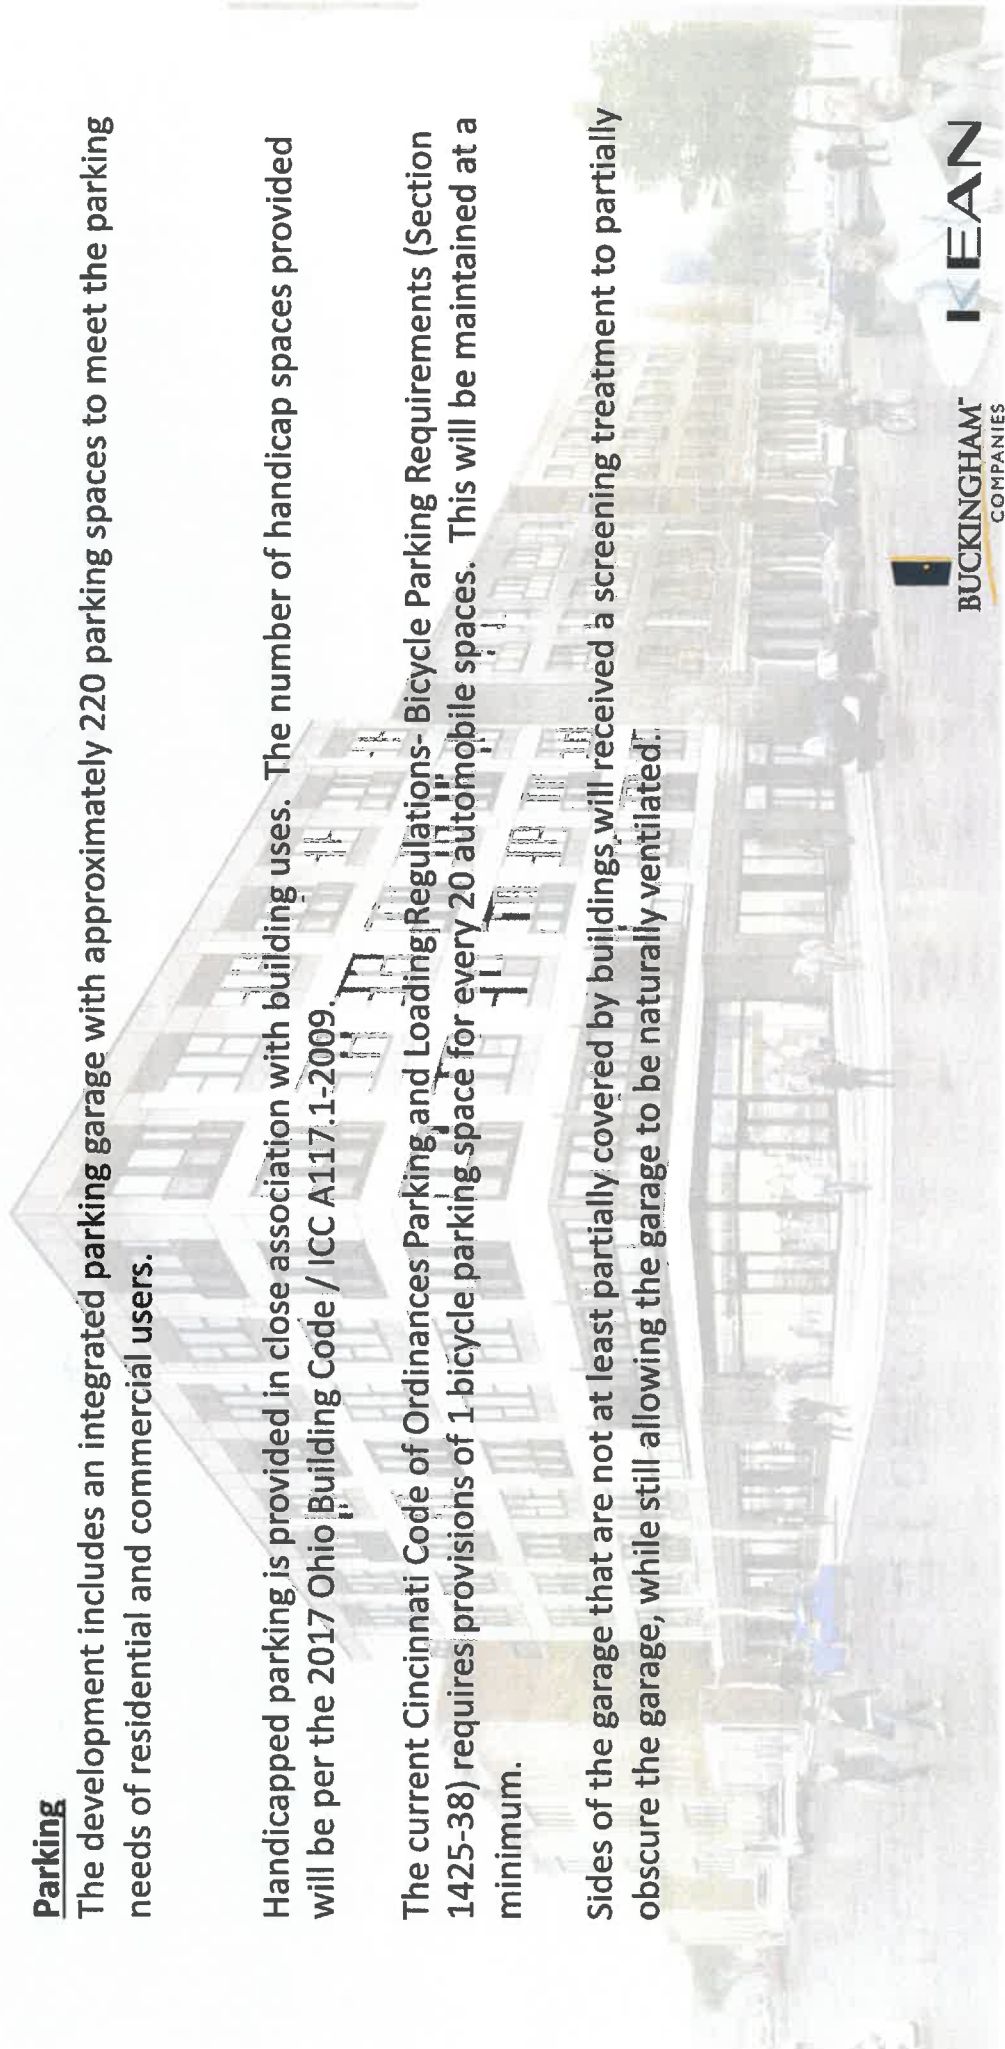 Parking
The development includes an integrated parking garage with approximately 220 parking spaces to meet the parking
needs of residential and commercial users.
Handicapped parking is provided in close association with building uses.  The number of handicap spaces provided
will be per the 2017 Ohio Building Code / ICC A117.1-2009.
The current Cincinnati Code of Ordinances Parking and Loading Regulations- Bicycle Parking Requirements (Section
1425-38) requires provisions of 1 bicycle parking space for every 20 automobile spaces.  This will be maintained at a
minimum.
Sides of the garage that are not at least partially covered by buildings will received a screening treatment to partially
obscure the garage, while still allowing the garage to be naturally ventilated.
BUCKINGHAM
COMPANIES
KEAN